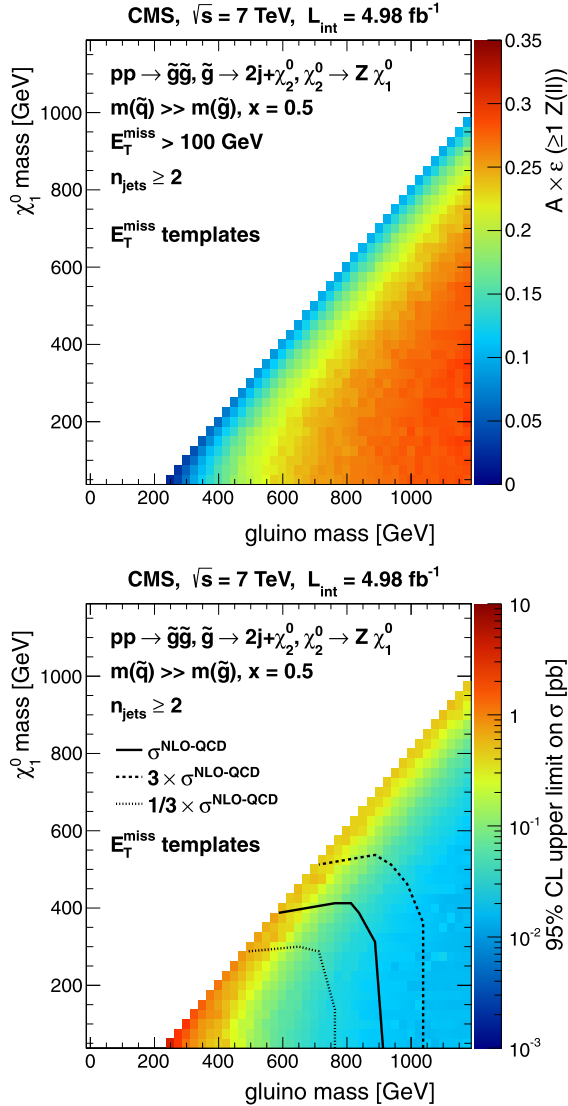 CMS, √s = 7 TeV, L_int = 4.98 fb⁻¹
pp → g̃g̃, g̃ → 2j+χ₂⁰, χ₂⁰ → Z χ₁⁰
m(q̃) >> m(g̃), x = 0.5
E_T^miss > 100 GeV
n_jets ≥ 2
E_T^miss templates
χ₁⁰ mass [GeV]
1000
800
600
400
200
0 200 400 600 800 1000
gluino mass [GeV]
0.35
0.3
0.25
0.2
0.15
0.1
0.05
0
A × ε (≥1 Z(ll))
CMS, √s = 7 TeV, L_int = 4.98 fb⁻¹
pp → g̃g̃, g̃ → 2j+χ₂⁰, χ₂⁰ → Z χ₁⁰
m(q̃) >> m(g̃), x = 0.5
n_jets ≥ 2
σ^NLO-QCD
3 × σ^NLO-QCD
1/3 × σ^NLO-QCD
E_T^miss templates
χ₁⁰ mass [GeV]
1000
800
600
400
200
0 200 400 600 800 1000
gluino mass [GeV]
10
1
10⁻¹
10⁻²
10⁻³
95% CL upper limit on σ [pb]